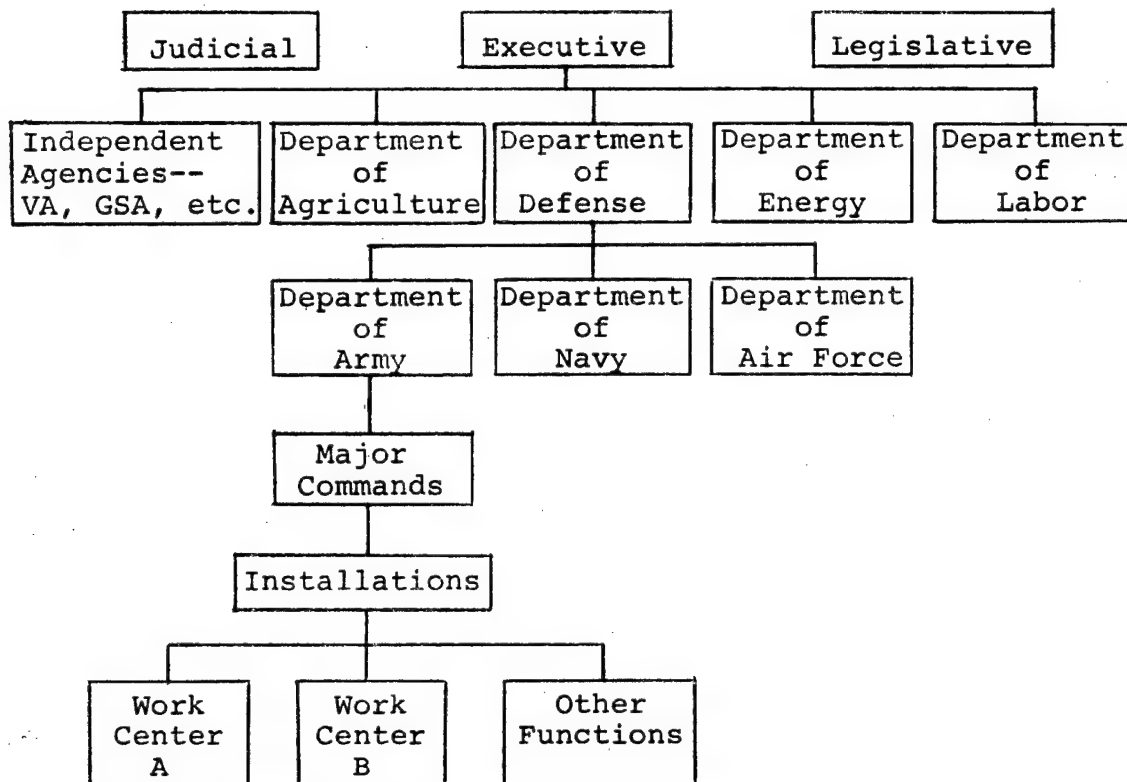 Judicial
Executive
Legislative
Independent
Agencies--
VA, GSA, etc.
Department
of
Agriculture
Department
of
Defense
Department
of
Energy
Department
of
Labor
Department
of
Army
Department
of
Navy
Department
of
Air Force
Major
Commands
Installations
Work
Center
A
Work
Center
B
Other
Functions